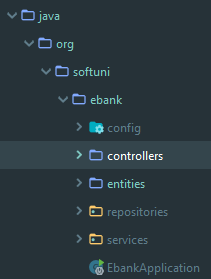 java
org
softuni
ebank
config
controllers
entities
repositories
services
EbankApplication